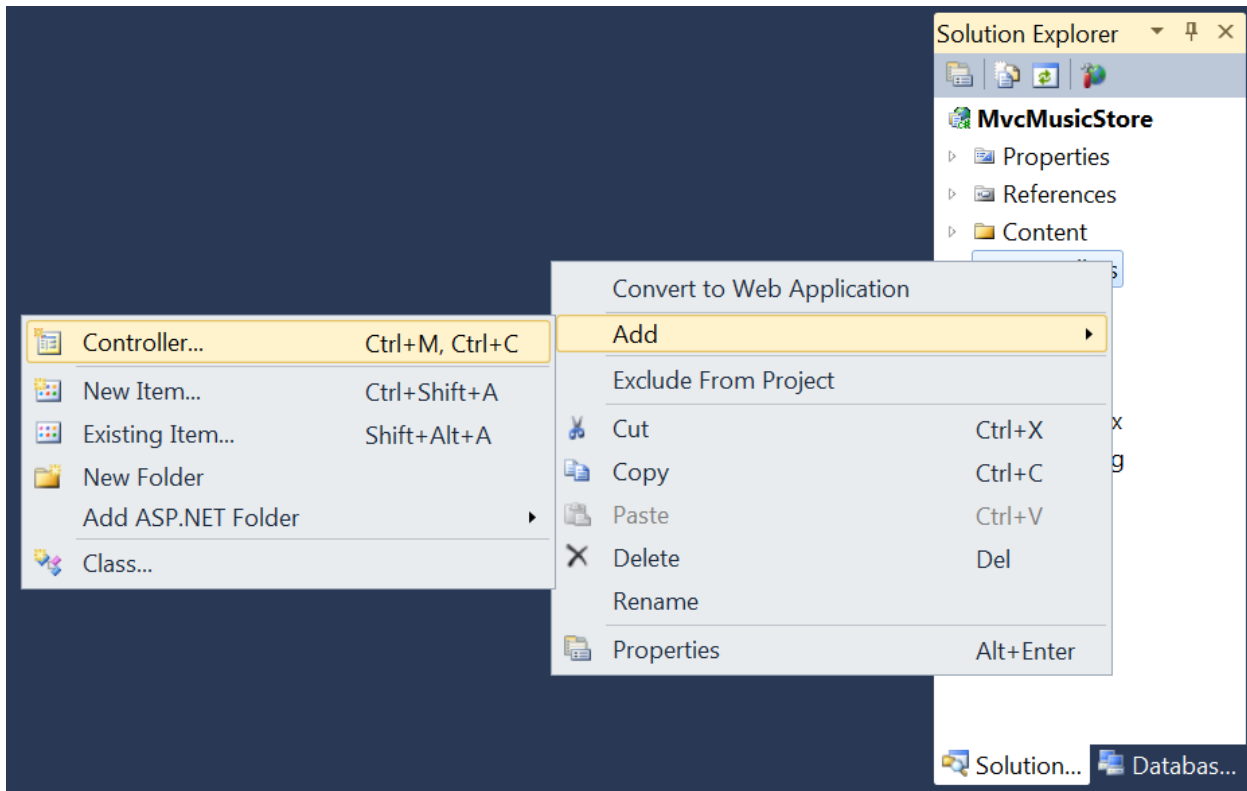 Solution Explorer
MvcMusicStore
Properties
References
Content
Convert to Web Application
Add
Exclude From Project
Cut Ctrl+X
Copy Ctrl+C
Paste Ctrl+V
Delete Del
Rename
Properties Alt+Enter
Controller... Ctrl+M, Ctrl+C
New Item... Ctrl+Shift+A
Existing Item... Shift+Alt+A
New Folder
Add ASP.NET Folder
Class...
Solution... Databas...